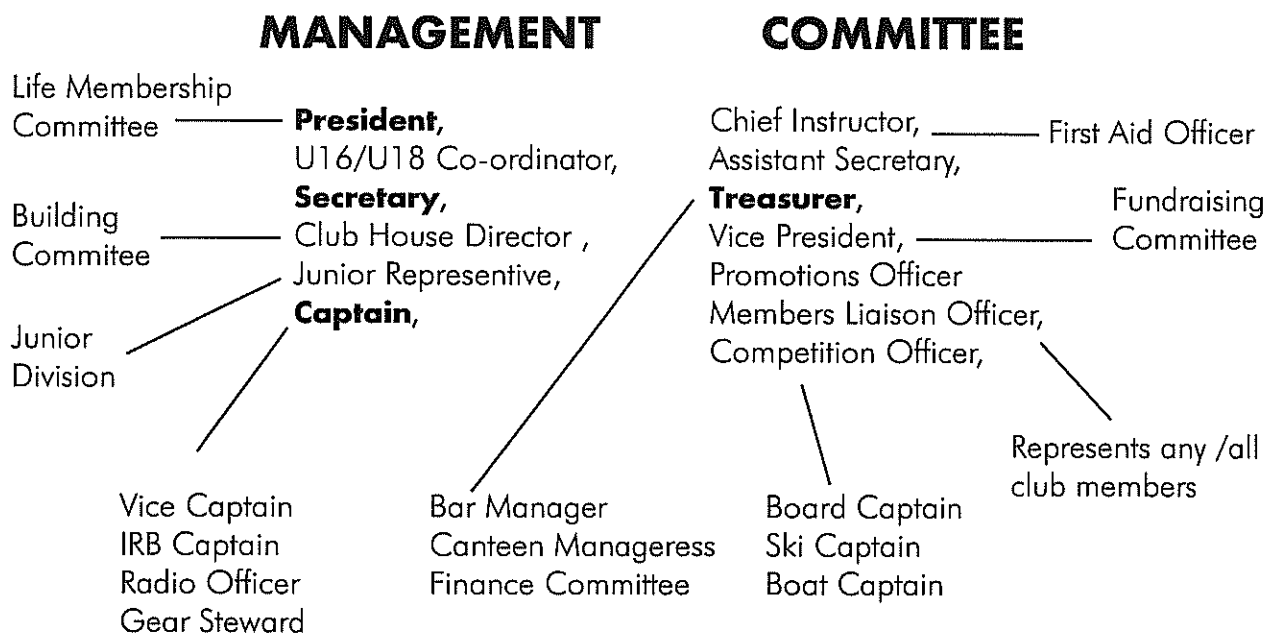 MANAGEMENT COMMITTEE
Life Membership
Committee
President,
U16/U18 Co-ordinator,
Secretary,
Building
Commitee
Club House Director ,
Junior Representive,
Captain,
Junior
Division
Chief Instructor,
First Aid Officer
Assistant Secretary,
Treasurer,
Vice President,
Fundraising
Committee
Promotions Officer
Members Liaison Officer,
Competition Officer,
Represents any /all
club members
Vice Captain
IRB Captain
Radio Officer
Gear Steward
Bar Manager
Canteen Manageress
Finance Committee
Board Captain
Ski Captain
Boat Captain